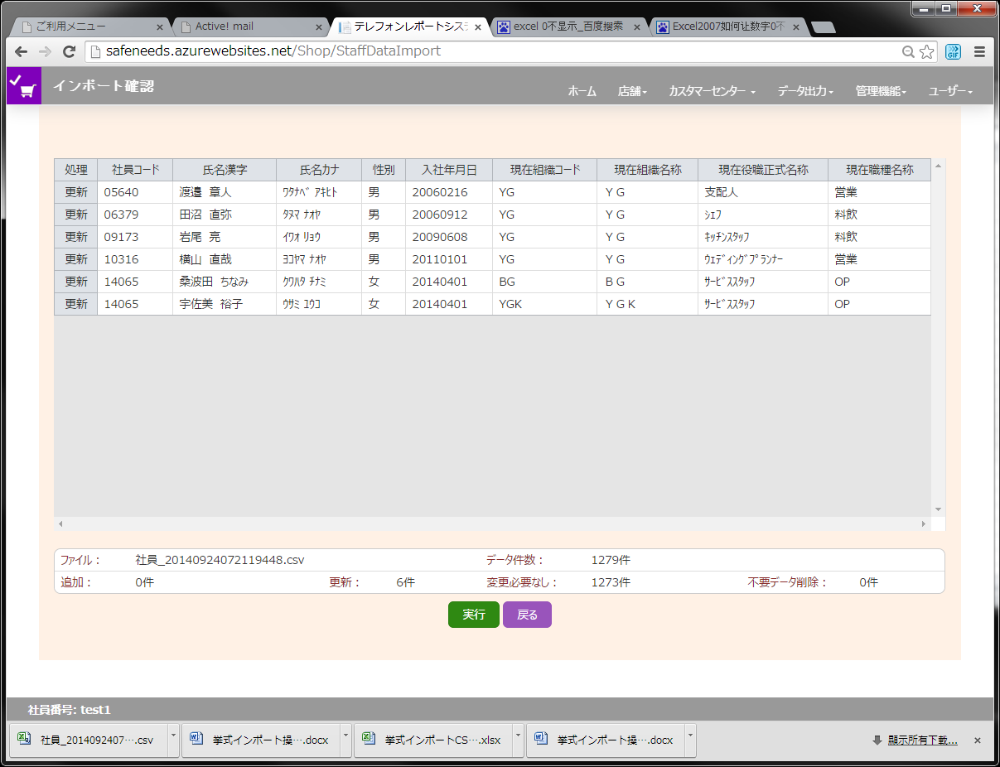 ご利用メニュー
Active! mail
テレフォンレポートシステ
excel 0不显示_百度搜索
Excel2007如何让数字0不
safeneeds.azurewebsites.net/Shop/StaffDataImport
GIF
インポート確認
ホーム 店舗 カスタマーセンター データ出力 管理機能 ユーザー
処理 社員コード 氏名漢字 氏名カナ 性別 入社年月日 現在組織コード 現在組織名称 現在役職正式名称 現在職種名称
更新 05640 渡邉 章人 ﾜﾀﾅﾍﾞ ｱｷﾋﾄ 男 20060216 YG ＹＧ 支配人 営業
更新 06379 田沼 直弥 ﾀﾇﾏ ﾅｵﾔ 男 20060912 YG ＹＧ ｼｪﾌ 料飲
更新 09173 岩尾 亮 ｲﾜｵ ﾘｮｳ 男 20090608 YG ＹＧ ｷｯﾁﾝｽﾀｯﾌ 料飲
更新 10316 横山 直哉 ﾖｺﾔﾏ ﾅｵﾔ 男 20110101 YG ＹＧ ｳｪﾃﾞｨﾝｸﾞﾌﾟﾗﾝﾅｰ 営業
更新 14065 桑波田 ちなみ ｸﾜﾊﾀ ﾁﾅﾐ 女 20140401 BG ＢＧ ｻｰﾋﾞｽｽﾀｯﾌ OP
更新 14065 宇佐美 裕子 ｳｻﾐ ﾕｳｺ 女 20140401 YGK ＹＧＫ ｻｰﾋﾞｽｽﾀｯﾌ OP
ファイル： 社員_20140924072119448.csv データ件数： 1279件
追加： 0件 更新： 6件 変更必要なし： 1273件 不要データ削除： 0件
実行 戻る
社員番号: test1
社員_2014092407….csv 挙式インポート操….docx 挙式インポートCS….xlsx 挙式インポート操….docx 顯示所有下載...